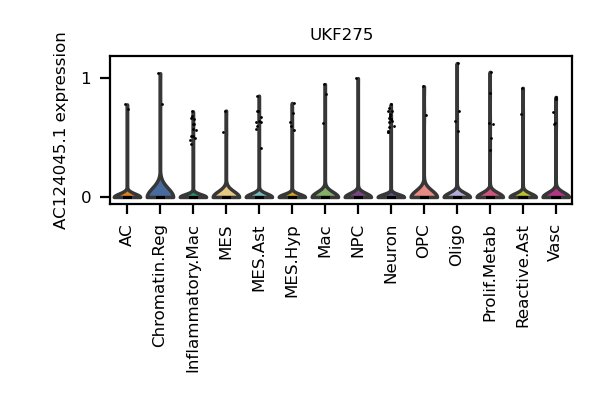 UKF275
AC124045.1 expression
1
0
AC
Chromatin.Reg
Inflammatory.Mac
MES
MES.Ast
MES.Hyp
Mac
NPC
Neuron
OPC
Oligo
Prolif.Metab
Reactive.Ast
Vasc